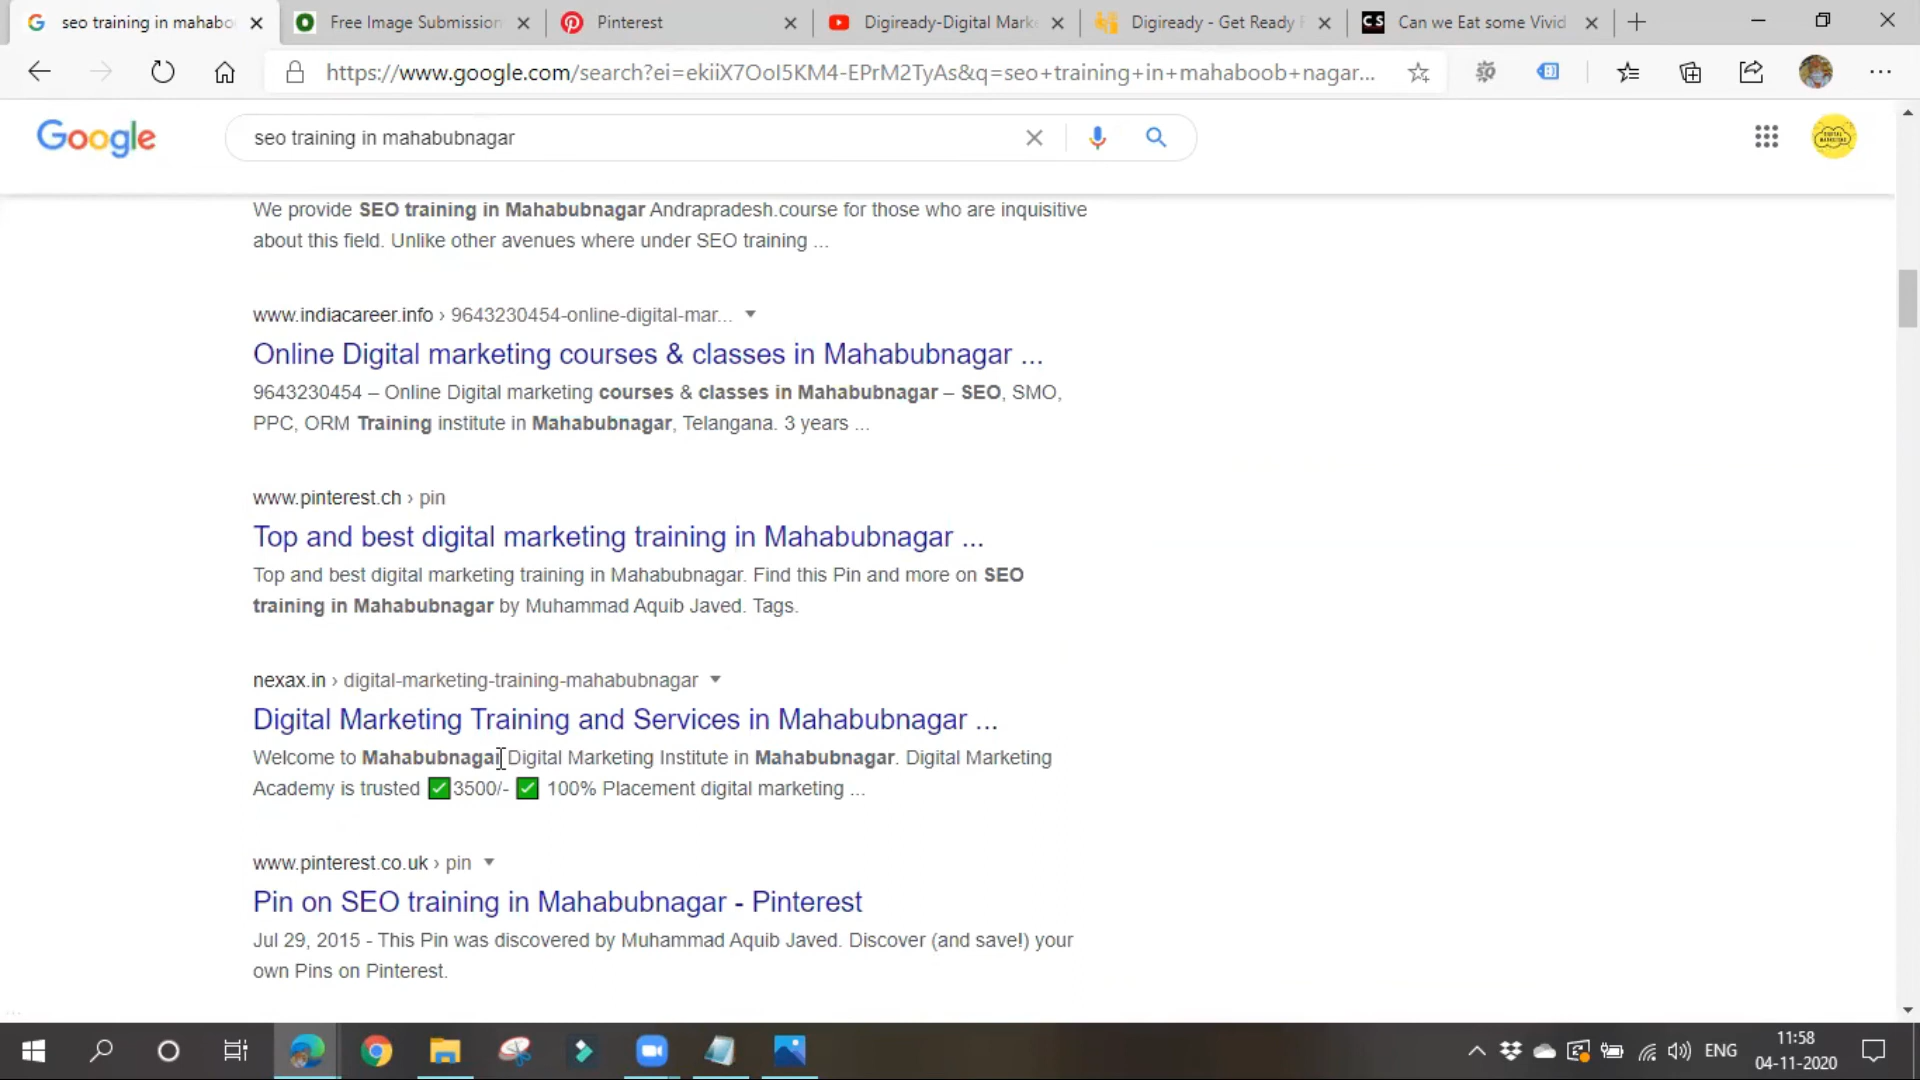 seo training in mahabo
Free Image Submission
Pinterest
Digiready-Digital Mark
Digiready - Get Ready
CS Can we Eat some Vivid
https://www.google.com/search?ei=ekiiX7OoI5KM4-EPrM2TyAs&q=seo+training+in+mahaboob+nagar...
Google
seo training in mahabubnagar
We provide SEO training in Mahabubnagar Andrapradesh.course for those who are inquisitive
about this field. Unlike other avenues where under SEO training ...
www.indiacareer.info › 9643230454-online-digital-mar...
Online Digital marketing courses & classes in Mahabubnagar ...
9643230454 – Online Digital marketing courses & classes in Mahabubnagar – SEO, SMO,
PPC, ORM Training institute in Mahabubnagar, Telangana. 3 years ...
www.pinterest.ch › pin
Top and best digital marketing training in Mahabubnagar ...
Top and best digital marketing training in Mahabubnagar. Find this Pin and more on SEO
training in Mahabubnagar by Muhammad Aquib Javed. Tags.
nexax.in › digital-marketing-training-mahabubnagar
Digital Marketing Training and Services in Mahabubnagar ...
Welcome to Mahabubnagar Digital Marketing Institute in Mahabubnagar. Digital Marketing
Academy is trusted ✅3500/- ✅ 100% Placement digital marketing ...
www.pinterest.co.uk › pin
Pin on SEO training in Mahabubnagar - Pinterest
Jul 29, 2015 - This Pin was discovered by Muhammad Aquib Javed. Discover (and save!) your
own Pins on Pinterest.
ENG
11:58
04-11-2020